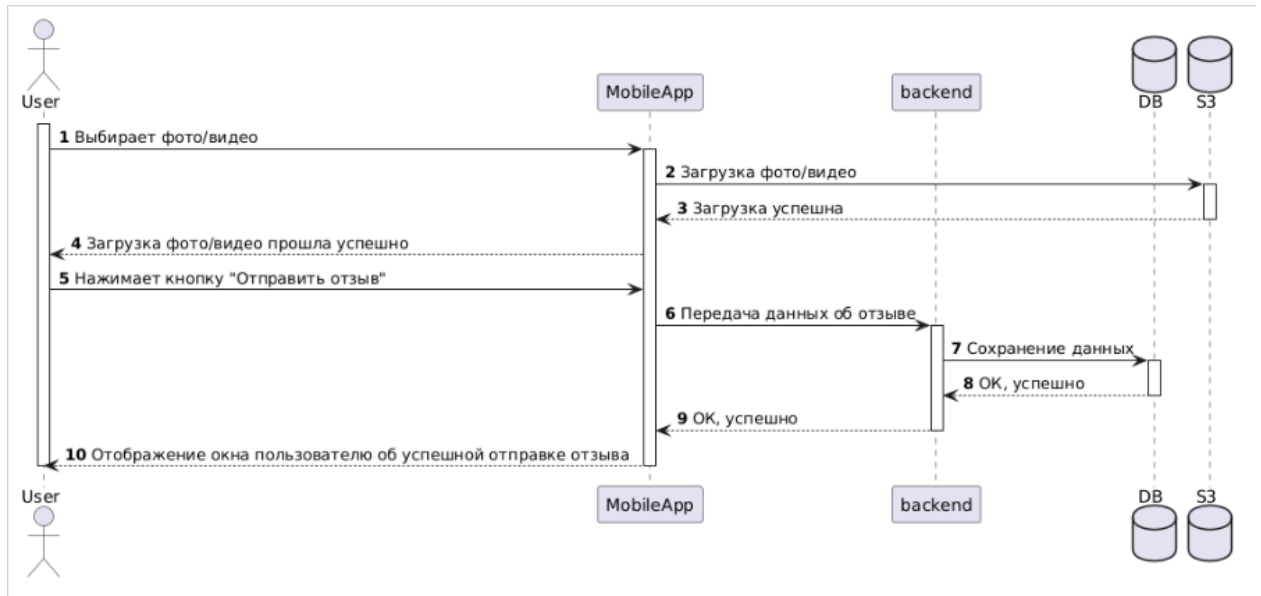 User
MobileApp
backend
DB
S3
1 Выбирает фото/видео
2 Загрузка фото/видео
3 Загрузка успешна
4 Загрузка фото/видео прошла успешно
5 Нажимает кнопку "Отправить отзыв"
6 Передача данных об отзыве
7 Сохранение данных
8 ОК, успешно
9 ОК, успешно
10 Отображение окна пользователю об успешной отправке отзыва
User
MobileApp
backend
DB
S3